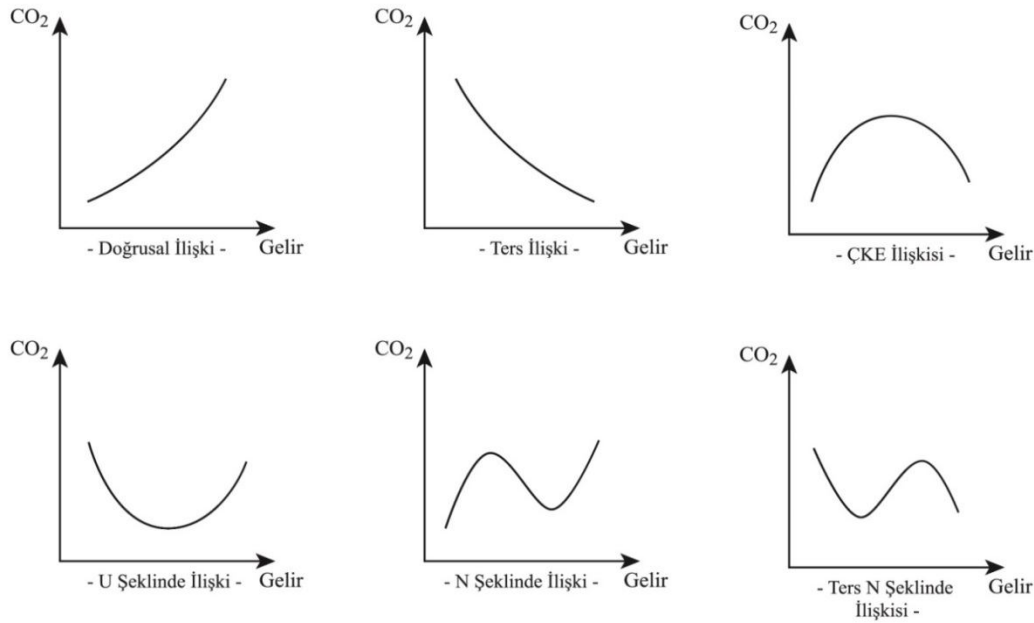 CO₂
- Doğrusal İlişki -
Gelir
CO₂
- Ters İlişki -
Gelir
CO₂
- ÇKE İlişkisi -
Gelir
CO₂
- U Şeklinde İlişki -
Gelir
CO₂
- N Şeklinde İlişki -
Gelir
CO₂
- Ters N Şeklinde
İlişkisi -
Gelir